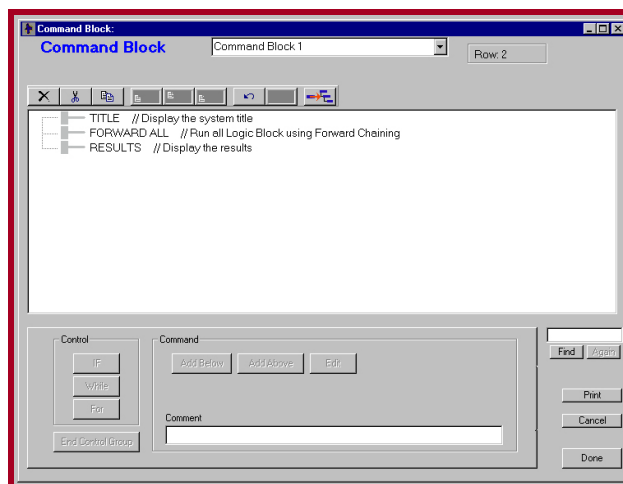 Command Block:
Command Block
Command Block 1
Row: 2
TITLE //Display the system title
FORWARD ALL //Run all Logic Block using Forward Chaining
RESULTS //Display the results
Control
IF
While
For
End Control Group
Command
Add Below
Add Above
Edit
Comment
Find
Again
Print
Cancel
Done